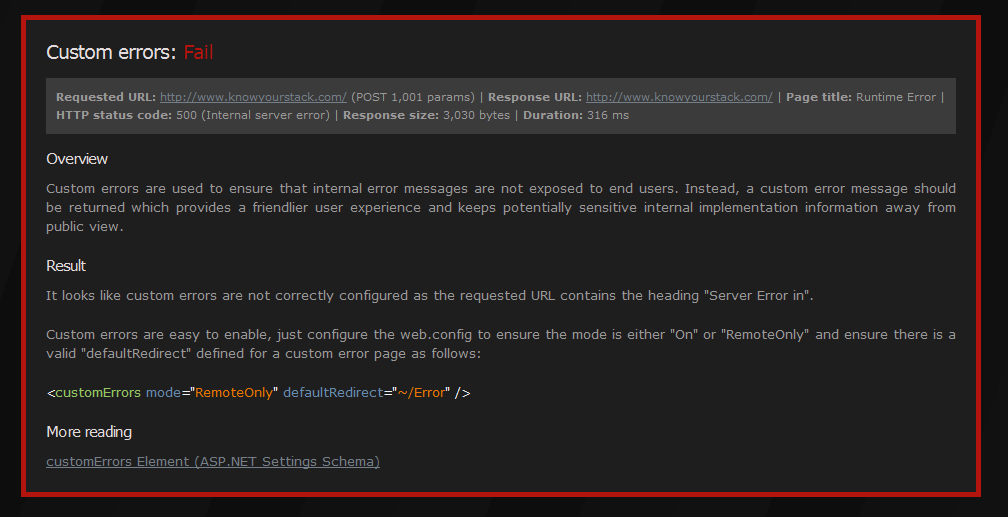 Custom errors: Fail
Requested URL: http://www.knowyourstack.com/ (POST 1,001 params) | Response URL: http://www.knowyourstack.com/ | Page title: Runtime Error |
HTTP status code: 500 (Internal server error) | Response size: 3,030 bytes | Duration: 316 ms
Overview
Custom errors are used to ensure that internal error messages are not exposed to end users. Instead, a custom error message should
be returned which provides a friendlier user experience and keeps potentially sensitive internal implementation information away from
public view.
Result
It looks like custom errors are not correctly configured as the requested URL contains the heading "Server Error in".
Custom errors are easy to enable, just configure the web.config to ensure the mode is either "On" or "RemoteOnly" and ensure there is a
valid "defaultRedirect" defined for a custom error page as follows:
<customErrors mode="RemoteOnly" defaultRedirect="~/Error" />
More reading
customErrors Element (ASP.NET Settings Schema)